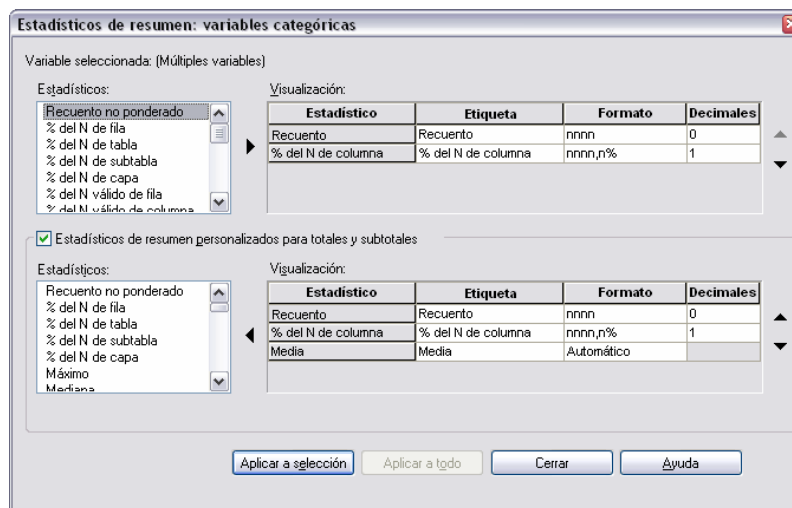 Estadísticos de resumen: variables categóricas
Variable seleccionada: (Múltiples variables)
Estadísticos:
Recuento no ponderado
% del N de fila
% del N de tabla
% del N de subtabla
% del N de capa
% del N válido de fila
% del N válido de columna
Visualización:
Estadístico Etiqueta Formato Decimales
Recuento Recuento nnnn 0
% del N de columna % del N de columna nnnn,n% 1
Estadísticos de resumen personalizados para totales y subtotales
Estadísticos:
Recuento no ponderado
% del N de fila
% del N de tabla
% del N de subtabla
% del N de capa
Máximo
Mediana
Visualización:
Estadístico Etiqueta Formato Decimales
Recuento Recuento nnnn 0
% del N de columna % del N de columna nnnn,n% 1
Media Media Automático
Aplicar a selección Aplicar a todo Cerrar Ayuda